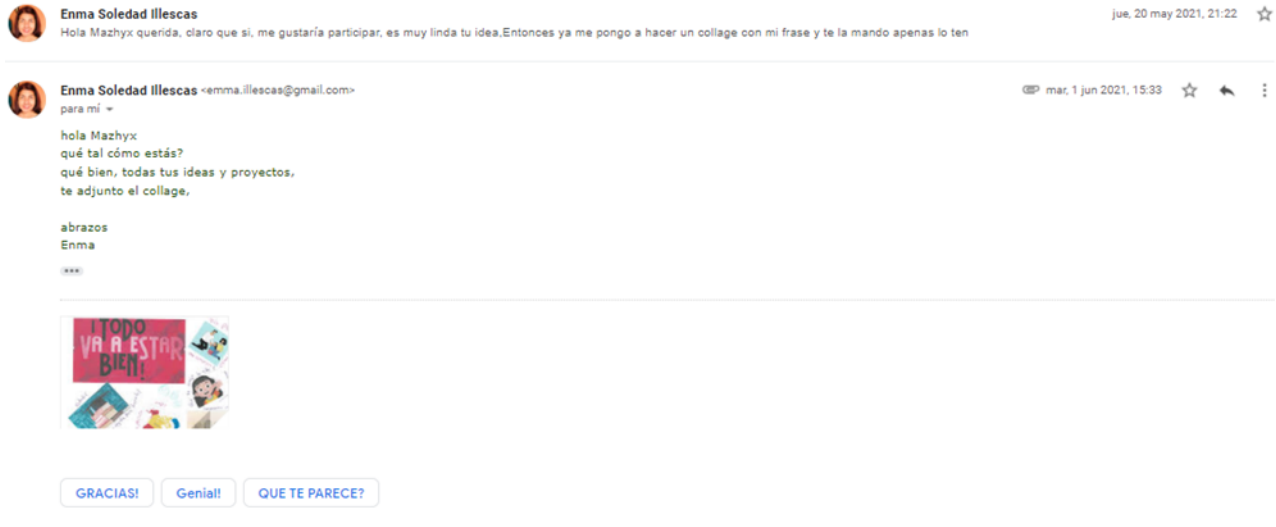 Enma Soledad Illescas
jue, 20 may 2021, 21:22
Hola Mazhyx querida, claro que si, me gustaría participar, es muy linda tu idea,Entonces ya me pongo a hacer un collage con mi frase y te la mando apenas lo ten
Enma Soledad Illescas <emma.illescas@gmail.com>
mar, 1 jun 2021, 15:33
para mí
hola Mazhyx
qué tal cómo estás?
qué bien, todas tus ideas y proyectos,
te adjunto el collage,
abrazos
Enma
¡TODO
VA A ESTAR
BIEN!
GRACIAS!
Genial!
QUE TE PARECE?